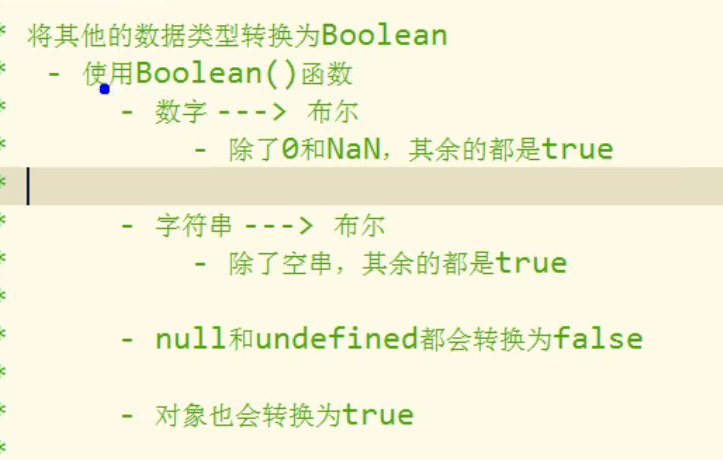 * 将其他的数据类型转换为Boolean
* - 使用Boolean()函数
* - 数字 ---> 布尔
* - 除了0和NaN，其余的都是true
*
* - 字符串 ---> 布尔
* - 除了空串，其余的都是true
*
* - null和undefined都会转换为false
*
* - 对象也会转换为true
*